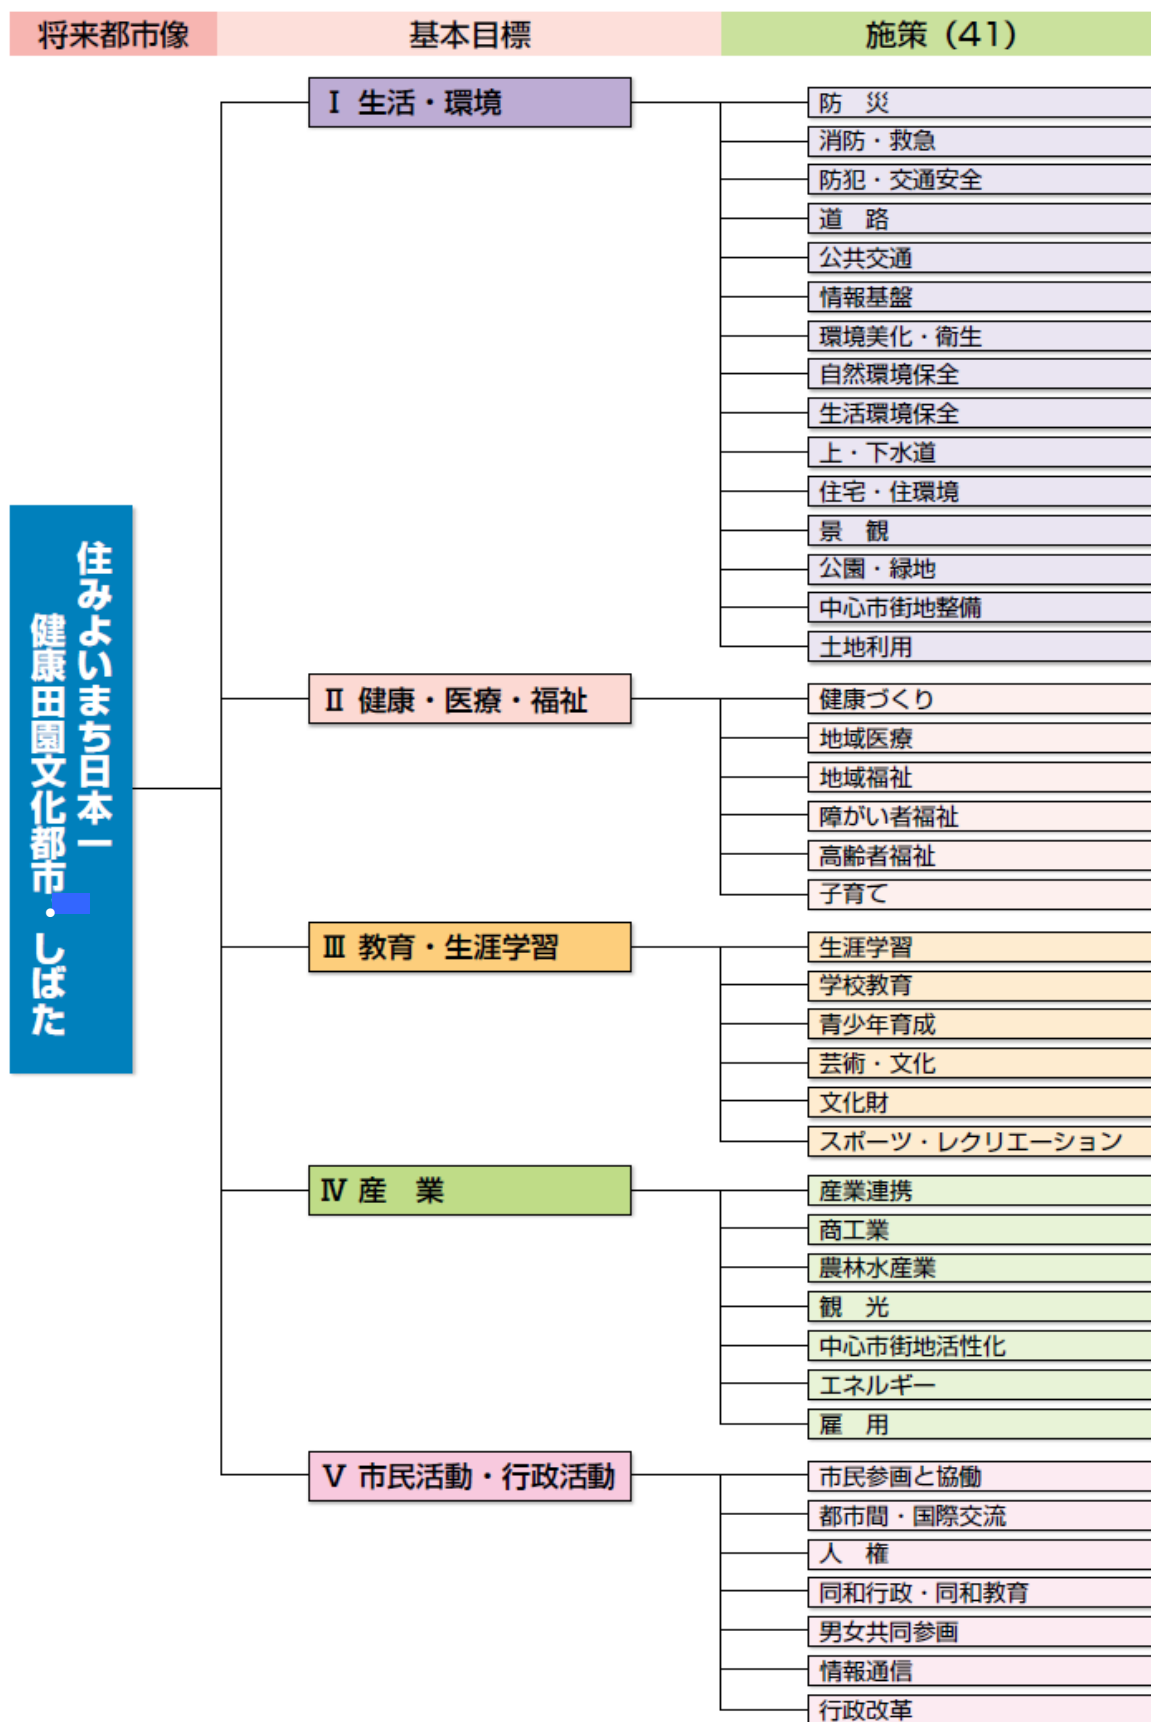 将来都市像
基本目標
施策（41）
住みよいまち日本一
健康田園文化都市・しばた
Ⅰ 生活・環境
防　災
消防・救急
防犯・交通安全
道　路
公共交通
情報基盤
環境美化・衛生
自然環境保全
生活環境保全
上・下水道
住宅・住環境
景　観
公園・緑地
中心市街地整備
土地利用
Ⅱ 健康・医療・福祉
健康づくり
地域医療
地域福祉
障がい者福祉
高齢者福祉
子育て
Ⅲ 教育・生涯学習
生涯学習
学校教育
青少年育成
芸術・文化
文化財
スポーツ・レクリエーション
Ⅳ 産　業
産業連携
商工業
農林水産業
観　光
中心市街地活性化
エネルギー
雇　用
Ⅴ 市民活動・行政活動
市民参画と協働
都市間・国際交流
人　権
同和行政・同和教育
男女共同参画
情報通信
行政改革